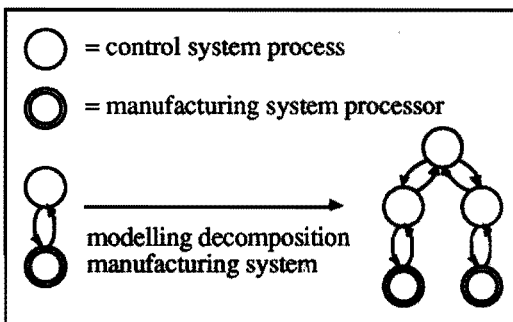 = control system process
= manufacturing system processor
modelling decomposition
manufacturing system